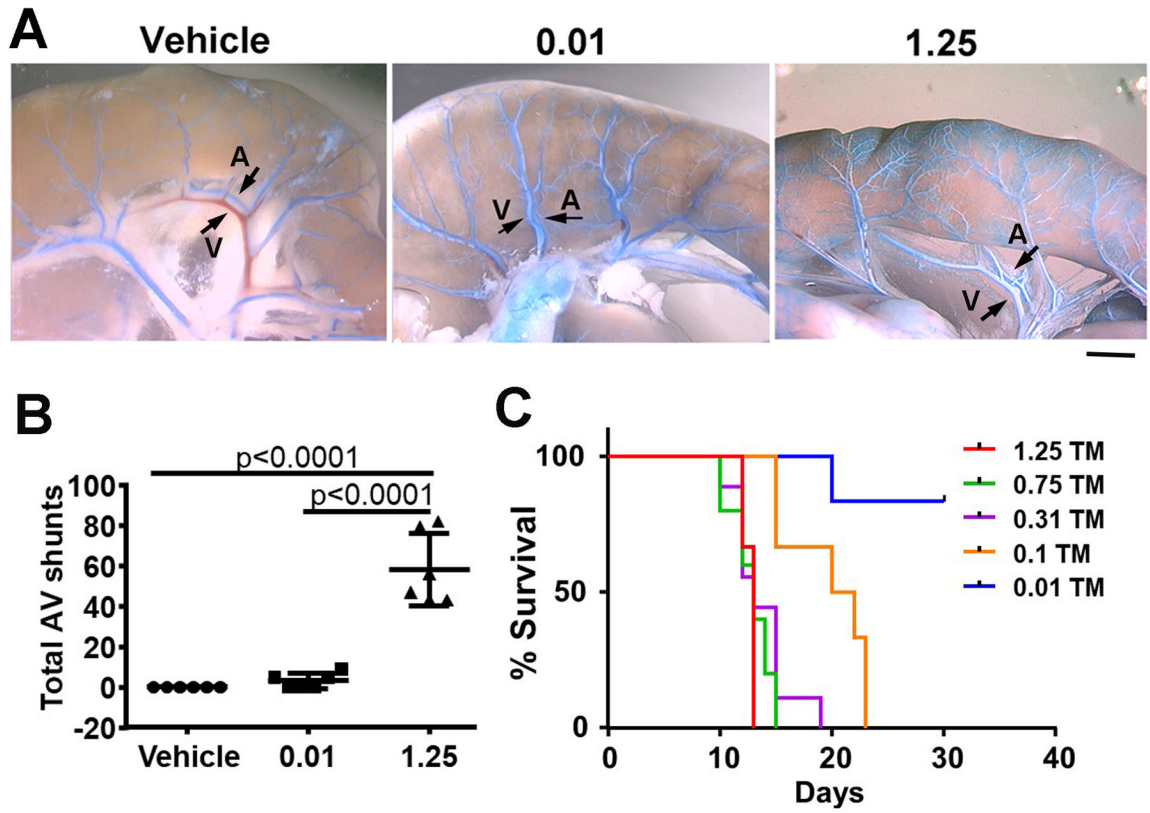 A
Vehicle 0.01 1.25
A
V
V A
A
V
B
p<0.0001
p<0.0001
Total AV shunts
100
80
60
40
20
0
-20
Vehicle 0.01 1.25
C
% Survival
100
50
0
0 10 20 30 40
Days
1.25 TM
0.75 TM
0.31 TM
0.1 TM
0.01 TM